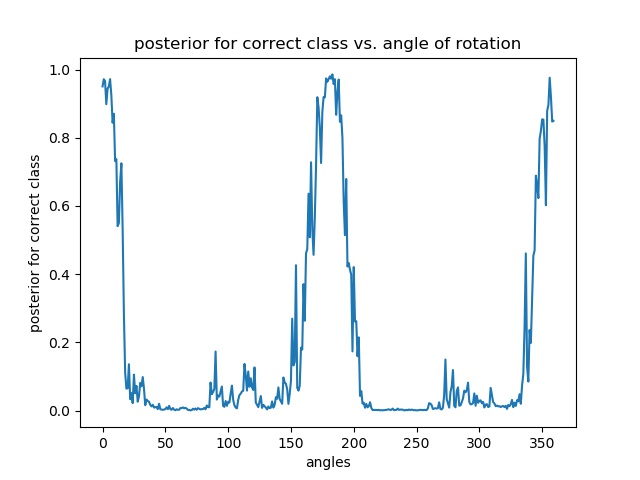 posterior for correct class vs. angle of rotation
1.0
0.8
0.6
0.4
0.2
0.0
posterior for correct class
0 50 100 150 200 250 300 350
angles